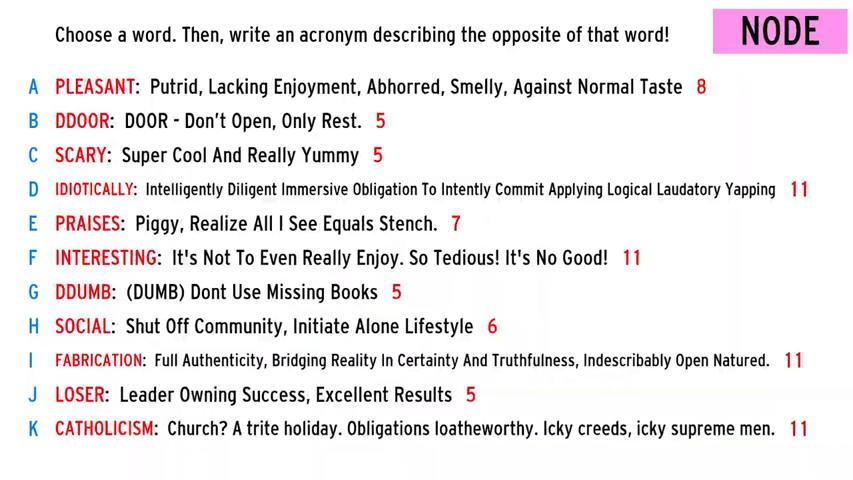 Choose a word. Then, write an acronym describing the opposite of that word!
NODE
A PLEASANT: Putrid, Lacking Enjoyment, Abhorred, Smelly, Against Normal Taste 8
B DDOOR: DOOR - Don't Open, Only Rest. 5
C SCARY: Super Cool And Really Yummy 5
D IDIOTICALLY: Intelligently Diligent Immersive Obligation To Intently Commit Applying Logical Laudatory Yapping 11
E PRAISES: Piggy, Realize All I See Equals Stench. 7
F INTERESTING: It's Not To Even Really Enjoy. So Tedious! It's No Good! 11
G DDUMB: (DUMB) Dont Use Missing Books 5
H SOCIAL: Shut Off Community, Initiate Alone Lifestyle 6
I FABRICATION: Full Authenticity, Bridging Reality In Certainty And Truthfulness, Indescribably Open Natured. 11
J LOSER: Leader Owning Success, Excellent Results 5
K CATHOLICISM: Church? A trite holiday. Obligations loatheworthy. Icky creeds, icky supreme men. 11